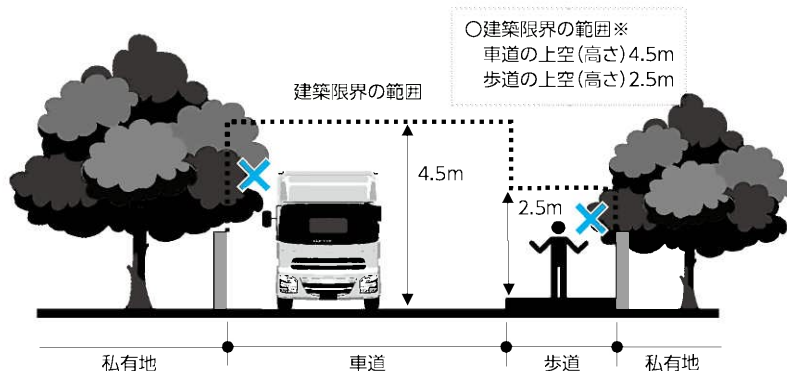 ○建築限界の範囲※
車道の上空(高さ)4.5m
歩道の上空(高さ)2.5m
建築限界の範囲
4.5m
2.5m
私有地
車道
歩道
私有地